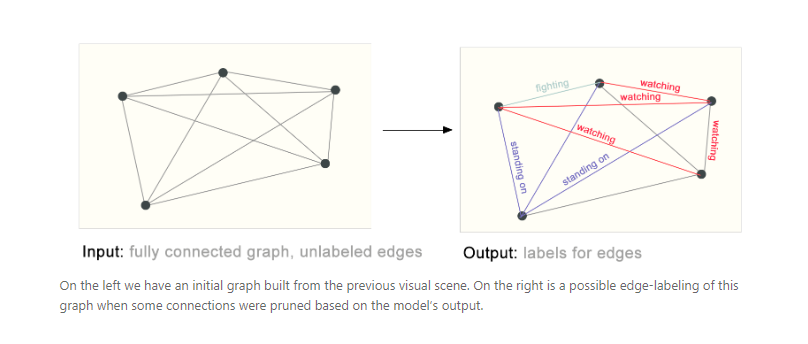 fighting
watching
watching
watching
watching
standing on
standing on
Input: fully connected graph, unlabeled edges
Output: labels for edges
On the left we have an initial graph built from the previous visual scene. On the right is a possible edge-labeling of this
graph when some connections were pruned based on the model's output.